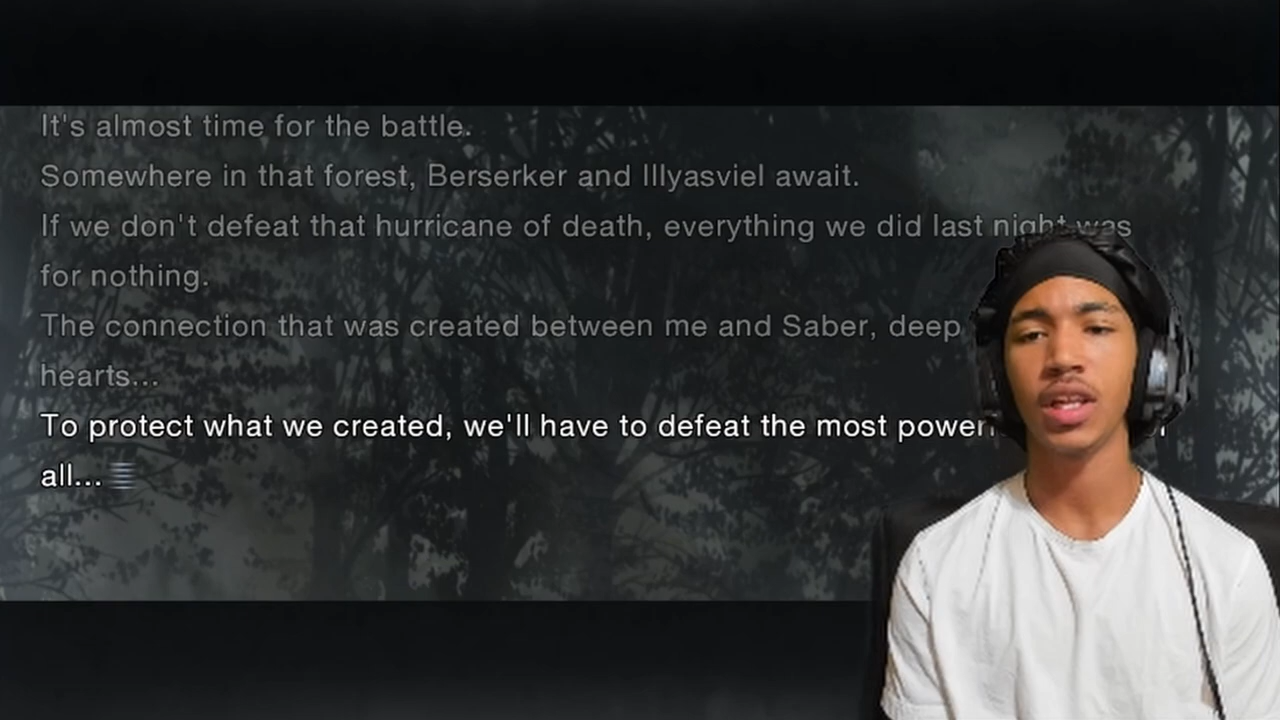 It's almost time for the battle.
Somewhere in that forest, Berserker and Illyasviel await.
If we don't defeat that hurricane of death, everything we did last night was
for nothing.
The connection that was created between me and Saber, deep
hearts...
To protect what we created, we'll have to defeat the most
all...